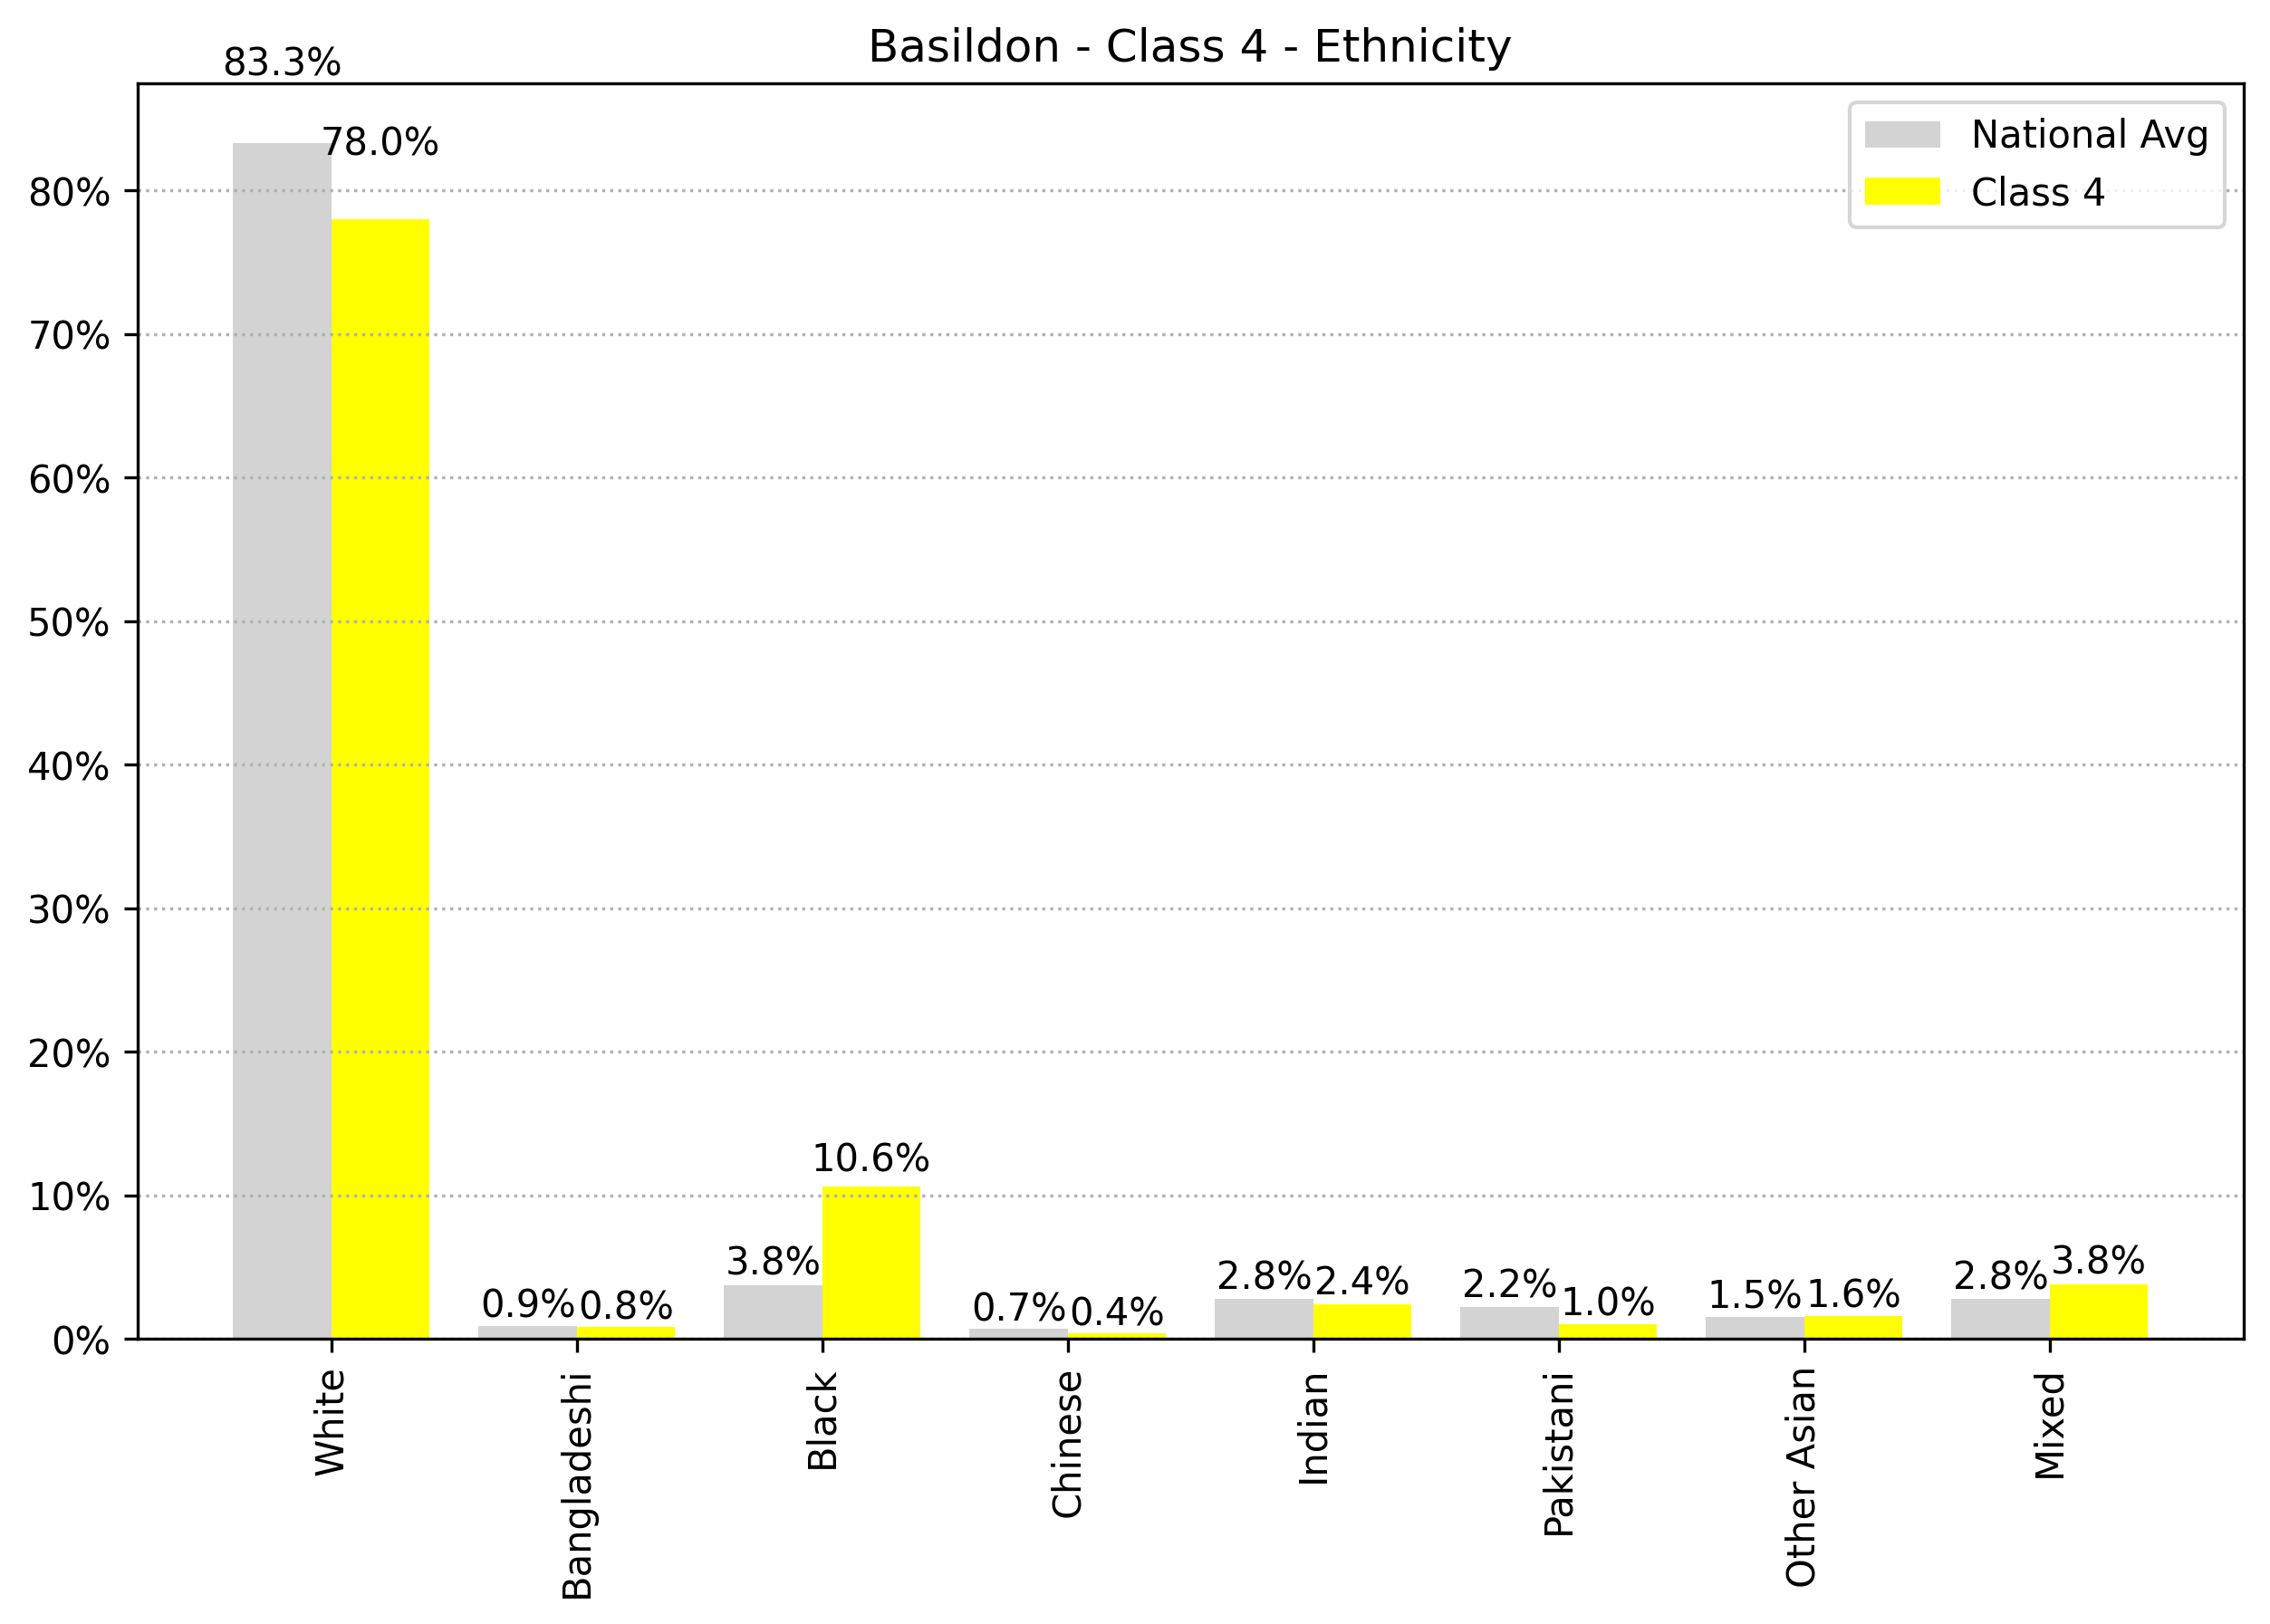 Basildon - Class 4 - Ethnicity
83.3%
78.0%
National Avg
Class 4
80%
70%
60%
50%
40%
30%
20%
10%
0%
0.9%
0.8%
3.8%
10.6%
0.7%
0.4%
2.8%
2.4%
2.2%
1.0%
1.5%
1.6%
2.8%
3.8%
White
Bangladeshi
Black
Chinese
Indian
Pakistani
Other Asian
Mixed